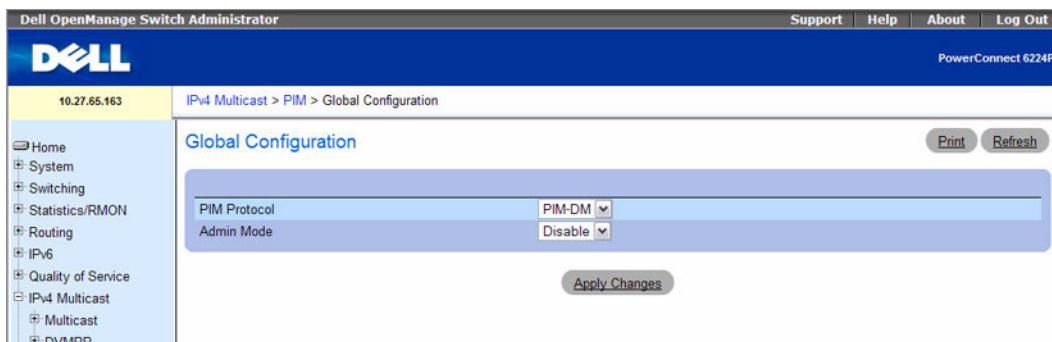 Dell OpenManage Switch Administrator
Support
Help
About
Log Out
DELL
PowerConnect 6224P
10.27.65.163
IPv4 Multicast > PIM > Global Configuration
Home
System
Switching
Statistics/RMON
Routing
IPv6
Quality of Service
IPv4 Multicast
Multicast
DVMRP
Global Configuration
Print
Refresh
PIM Protocol
PIM-DM
Admin Mode
Disable
Apply Changes